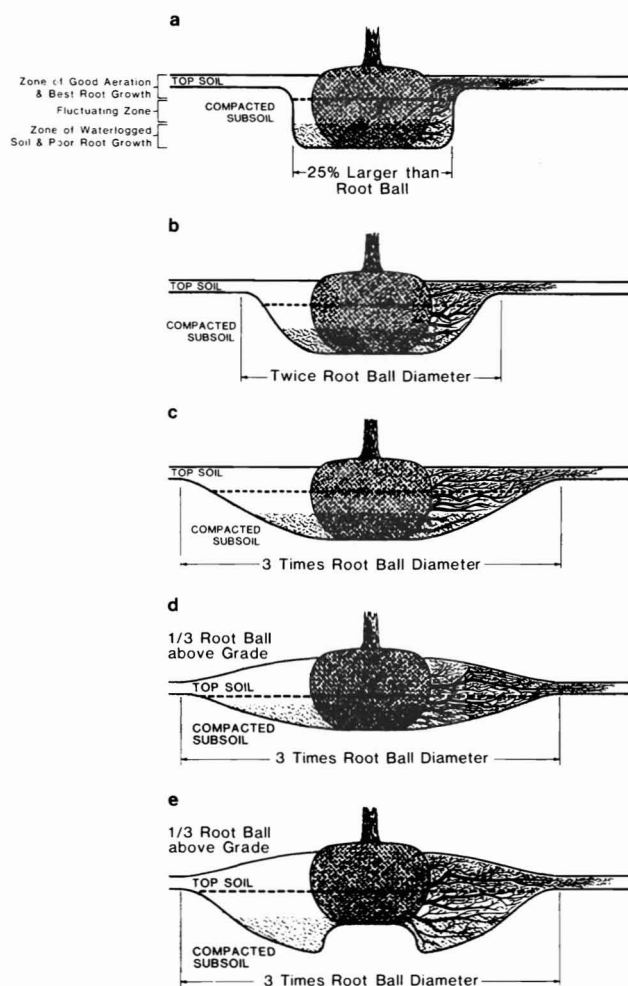 a
Zone of Good Aeration
& Best Root Growth
Fluctuating Zone
Zone of Waterlogged
Soil & Poor Root Growth
TOP SOIL
COMPACTED
SUBSOIL
25% Larger than
Root Ball
b
TOP SOIL
COMPACTED
SUBSOIL
Twice Root Ball Diameter
c
TOP SOIL
COMPACTED
SUBSOIL
3 Times Root Ball Diameter
d
1/3 Root Ball
above Grade
TOP SOIL
COMPACTED
SUBSOIL
3 Times Root Ball Diameter
e
1/3 Root Ball
above Grade
TOP SOIL
COMPACTED
SUBSOIL
3 Times Root Ball Diameter